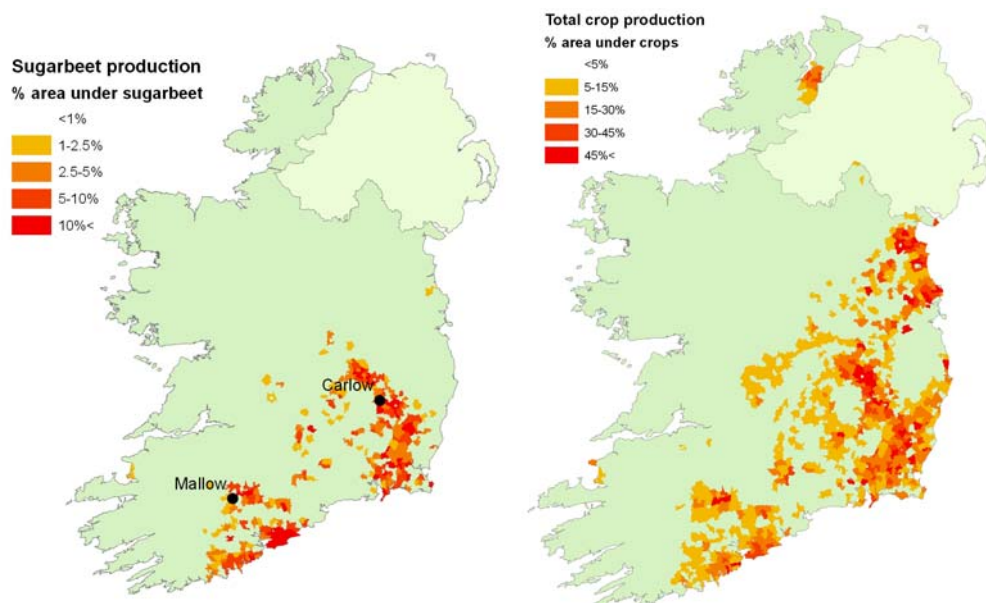 Sugarbeet production
% area under sugarbeet
<1%
1-2.5%
2.5-5%
5-10%
10%<
Carlow
Mallow
Total crop production
% area under crops
<5%
5-15%
15-30%
30-45%
45%<